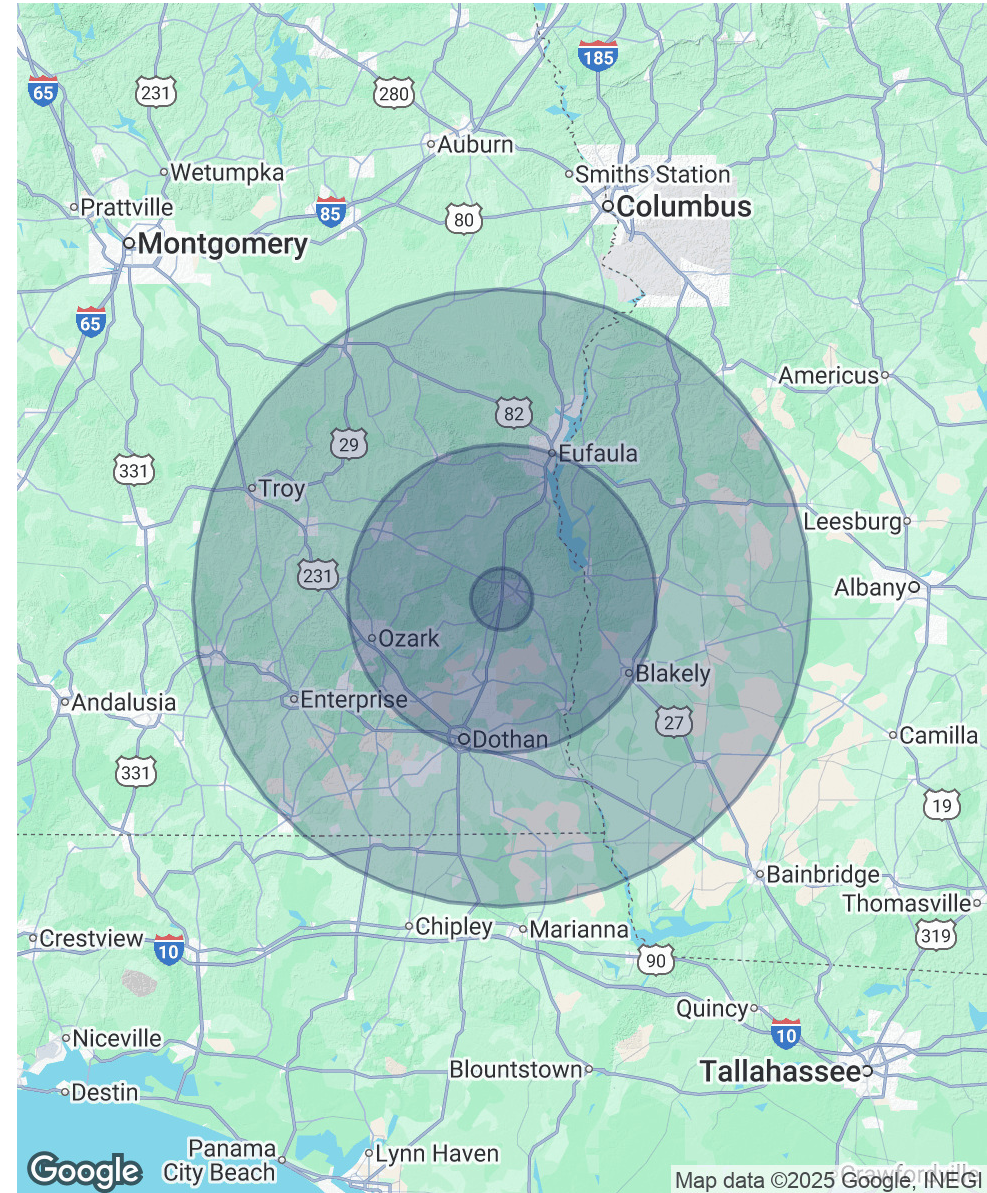 185
65
231
280
Auburn
Wetumpka
Smiths Station
Prattville
85
80
Columbus
Montgomery
65
Americus
82
29
Eufaula
331
Troy
Leesburg
231
Albany
Ozark
Blakely
Enterprise
Andalusia
27
Dothan
Camilla
331
19
Bainbridge
Thomasville
Chipley
Marianna
319
Crestview
10
90
Quincy
10
Niceville
Blountstown
Tallahassee
Destin
Panama
City Beach
Lynn Haven
Google
Crawfordville
Map data ©2025 Google, INEGI